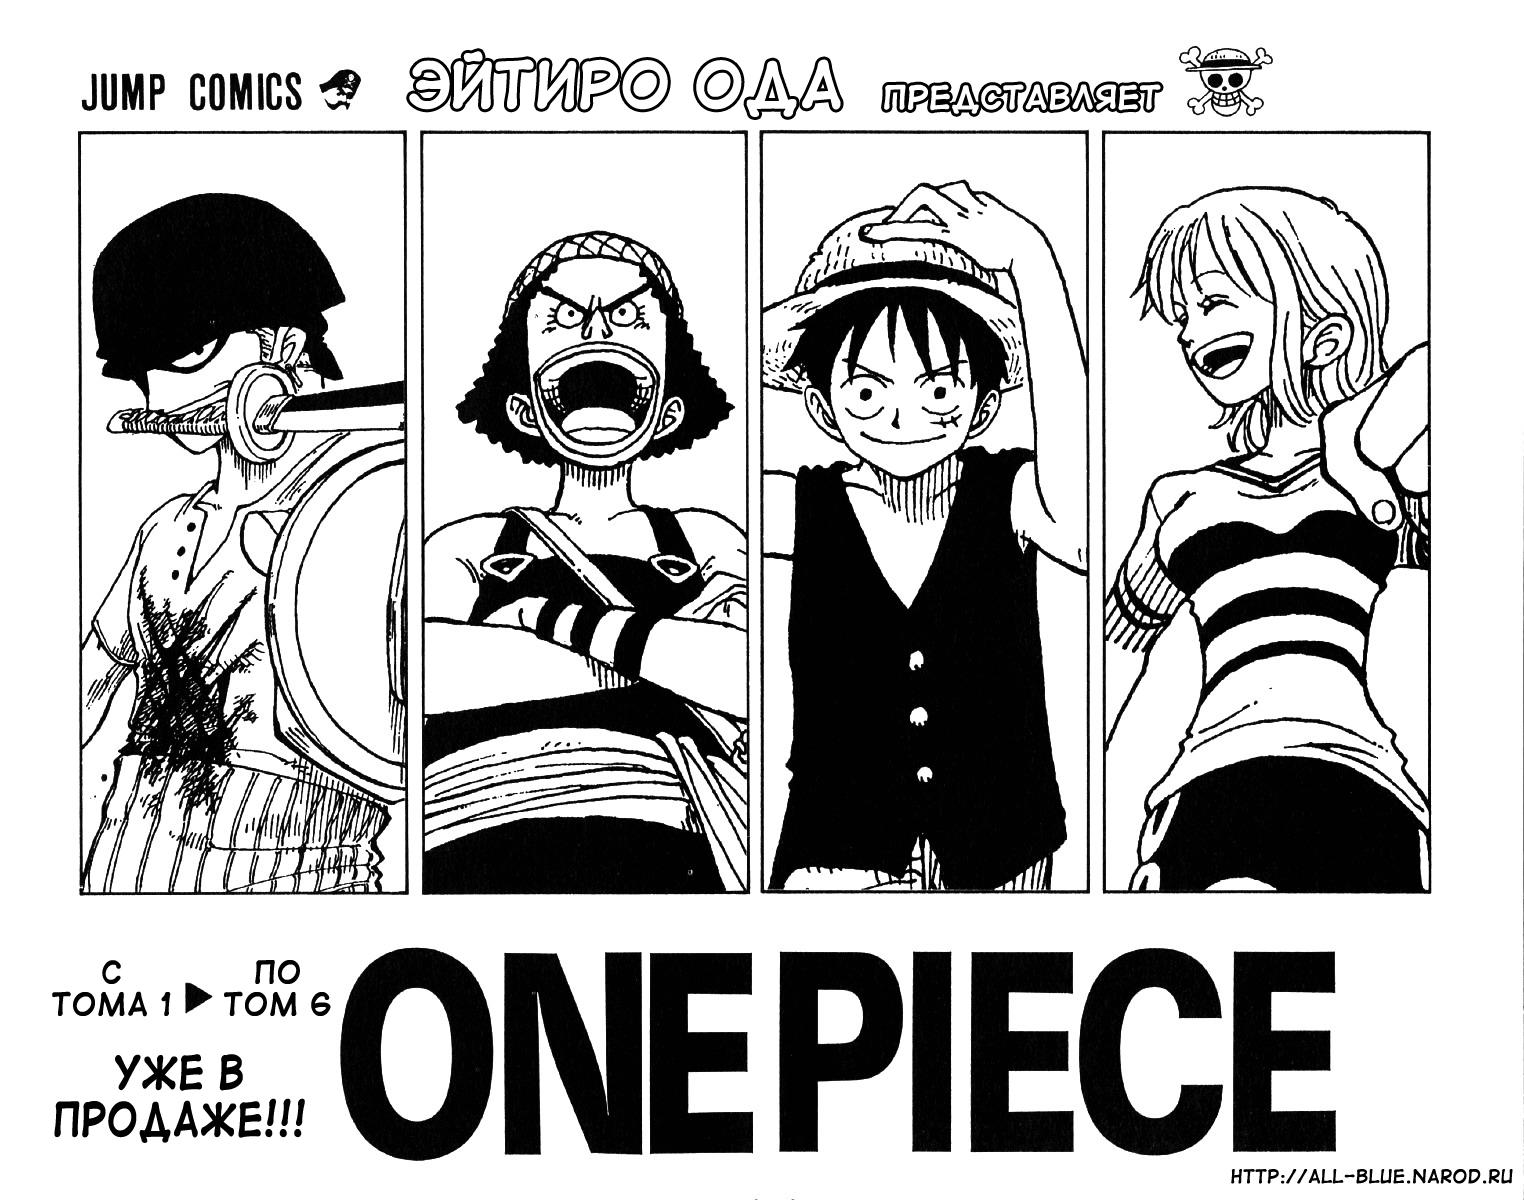 JUMP COMICS ЭЙТИРО ОДА ПРЕДСТАВЛЯЕТ
С ТОМА 1 ▶ ПО ТОМ 6
УЖЕ В
ПРОДАЖЕ!!!
ONE PIECE
HTTP://ALL-BLUE.NAROD.RU